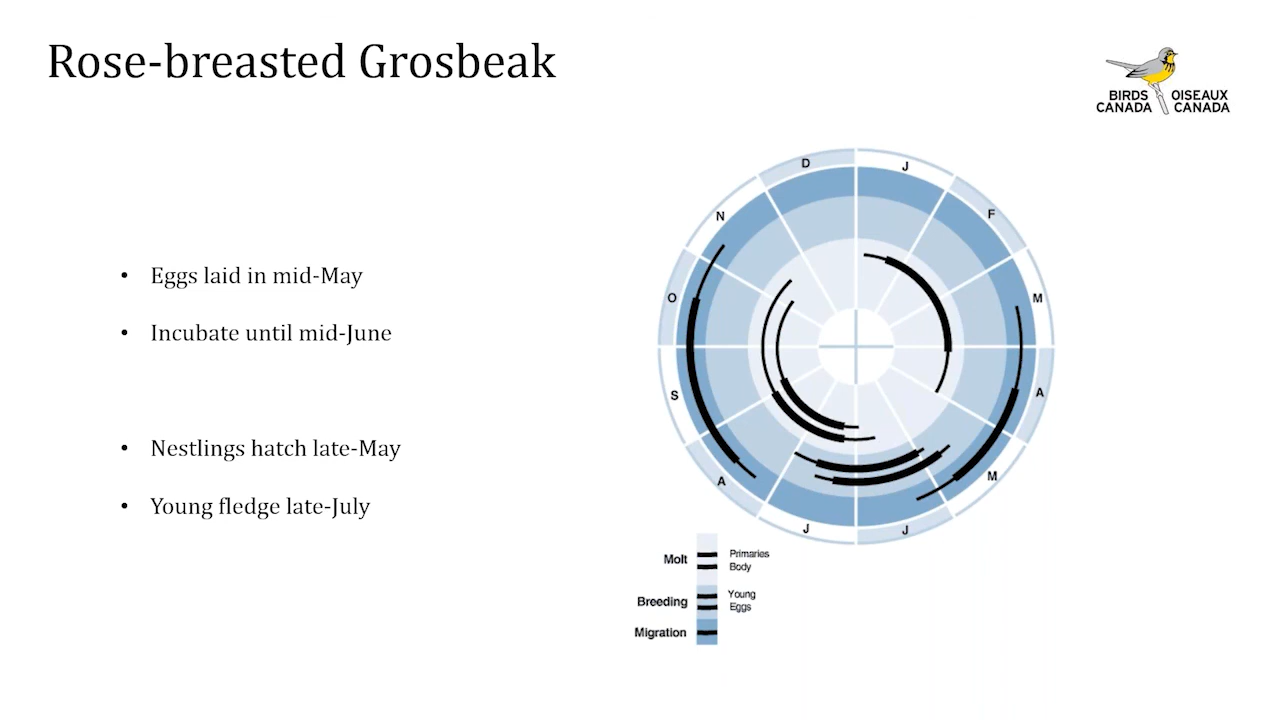 Rose-breasted Grosbeak
BIRDS OISEAUX
CANADA CANADA
• Eggs laid in mid-May
• Incubate until mid-June
• Nestlings hatch late-May
• Young fledge late-July
D
J
N
F
O
M
S
A
A
M
J
J
Molt
Primaries
Body
Breeding
Young
Eggs
Migration